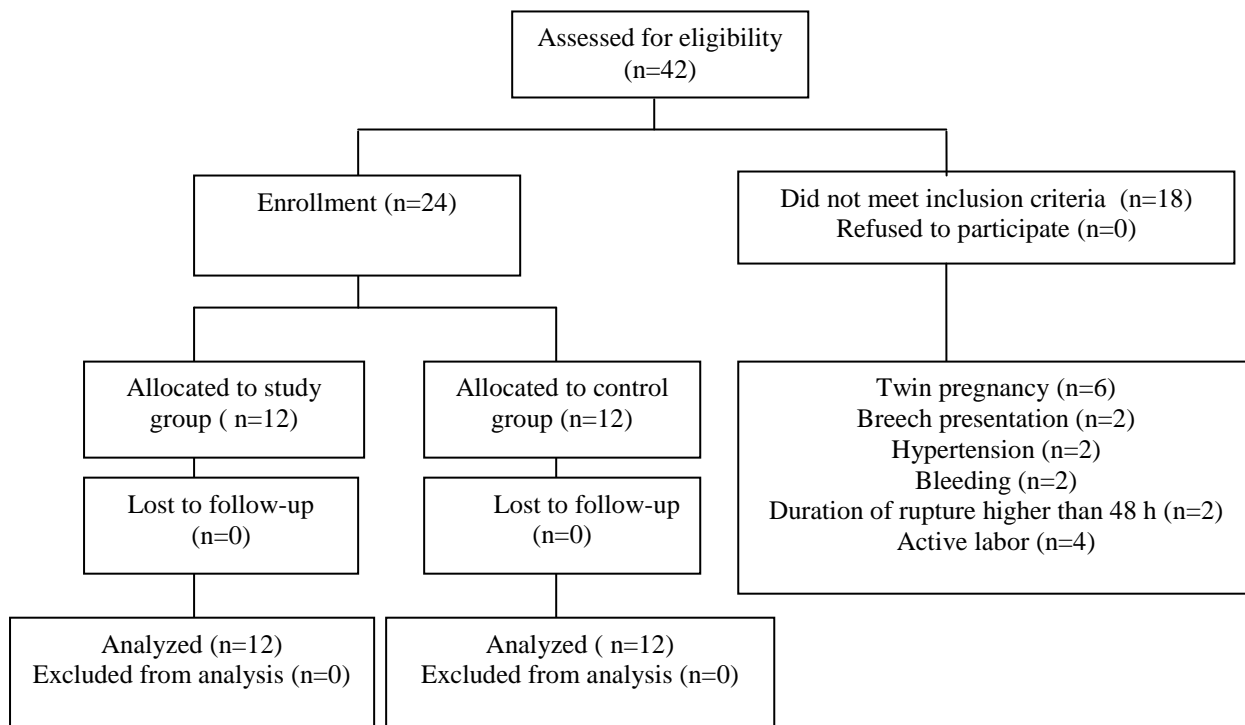 Assessed for eligibility
(n=42)
Enrollment (n=24)
Did not meet inclusion criteria (n=18)
Refused to participate (n=0)
Allocated to study
group ( n=12)
Allocated to control
group (n=12)
Twin pregnancy (n=6)
Breech presentation (n=2)
Hypertension (n=2)
Bleeding (n=2)
Duration of rupture higher than 48 h (n=2)
Active labor (n=4)
Lost to follow-up
(n=0)
Lost to follow-up
(n=0)
Analyzed (n=12)
Excluded from analysis (n=0)
Analyzed ( n=12)
Excluded from analysis (n=0)